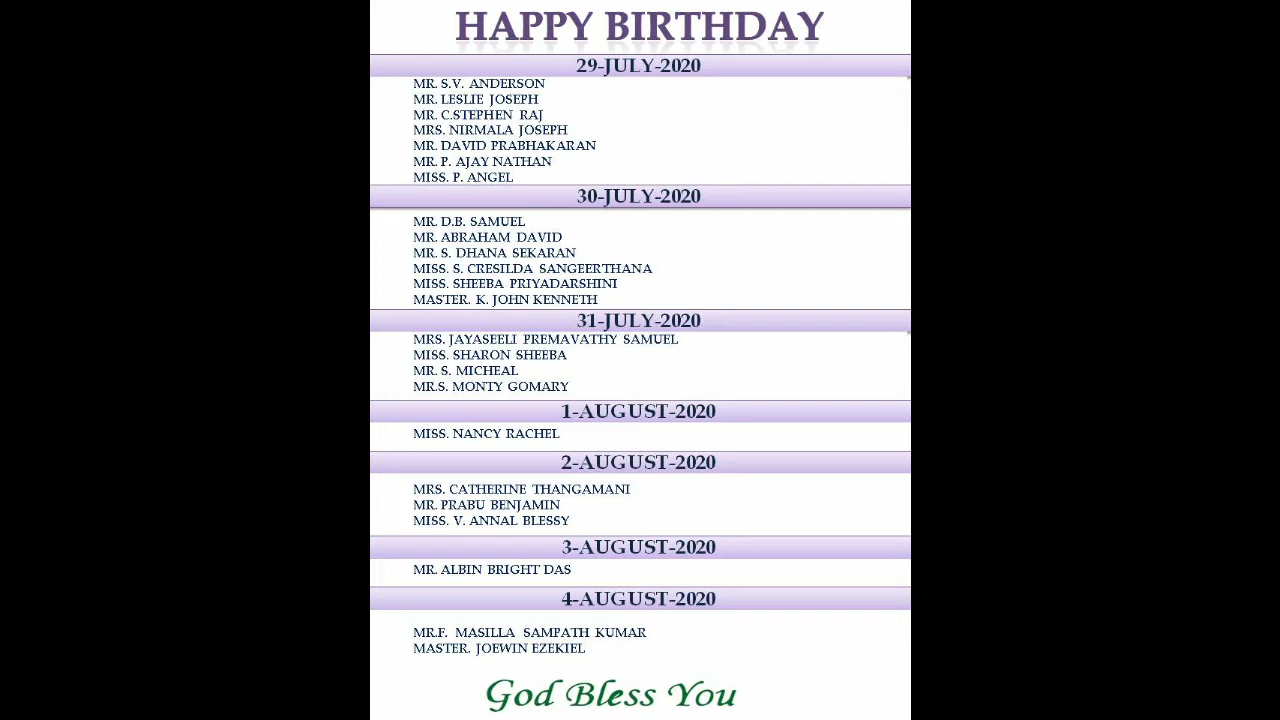 HAPPY BIRTHDAY
29-JULY-2020
MR. S.V. ANDERSON
MR. LESLIE JOSEPH
MR. C.STEPHEN RAJ
MRS. NIRMALA JOSEPH
MR. DAVID PRABHAKARAN
MR. P. AJAY NATHAN
MISS. P. ANGEL
30-JULY-2020
MR. D.B. SAMUEL
MR. ABRAHAM DAVID
MR. S. DHANA SEKARAN
MISS. S. CRESILDA SANGEERTHANA
MISS. SHEEBA PRIYADARSHINI
MASTER. K. JOHN KENNETH
31-JULY-2020
MRS. JAYASEELI PREMAVATHY SAMUEL
MISS. SHARON SHEEBA
MR. S. MICHEAL
MR.S. MONTY GOMARY
1-AUGUST-2020
MISS. NANCY RACHEL
2-AUGUST-2020
MRS. CATHERINE THANGAMANI
MR. PRABU BENJAMIN
MISS. V. ANNAL BLESSY
3-AUGUST-2020
MR. ALBIN BRIGHT DAS
4-AUGUST-2020
MR.F. MASILLA SAMPATH KUMAR
MASTER. JOEWIN EZEKIEL
God Bless You